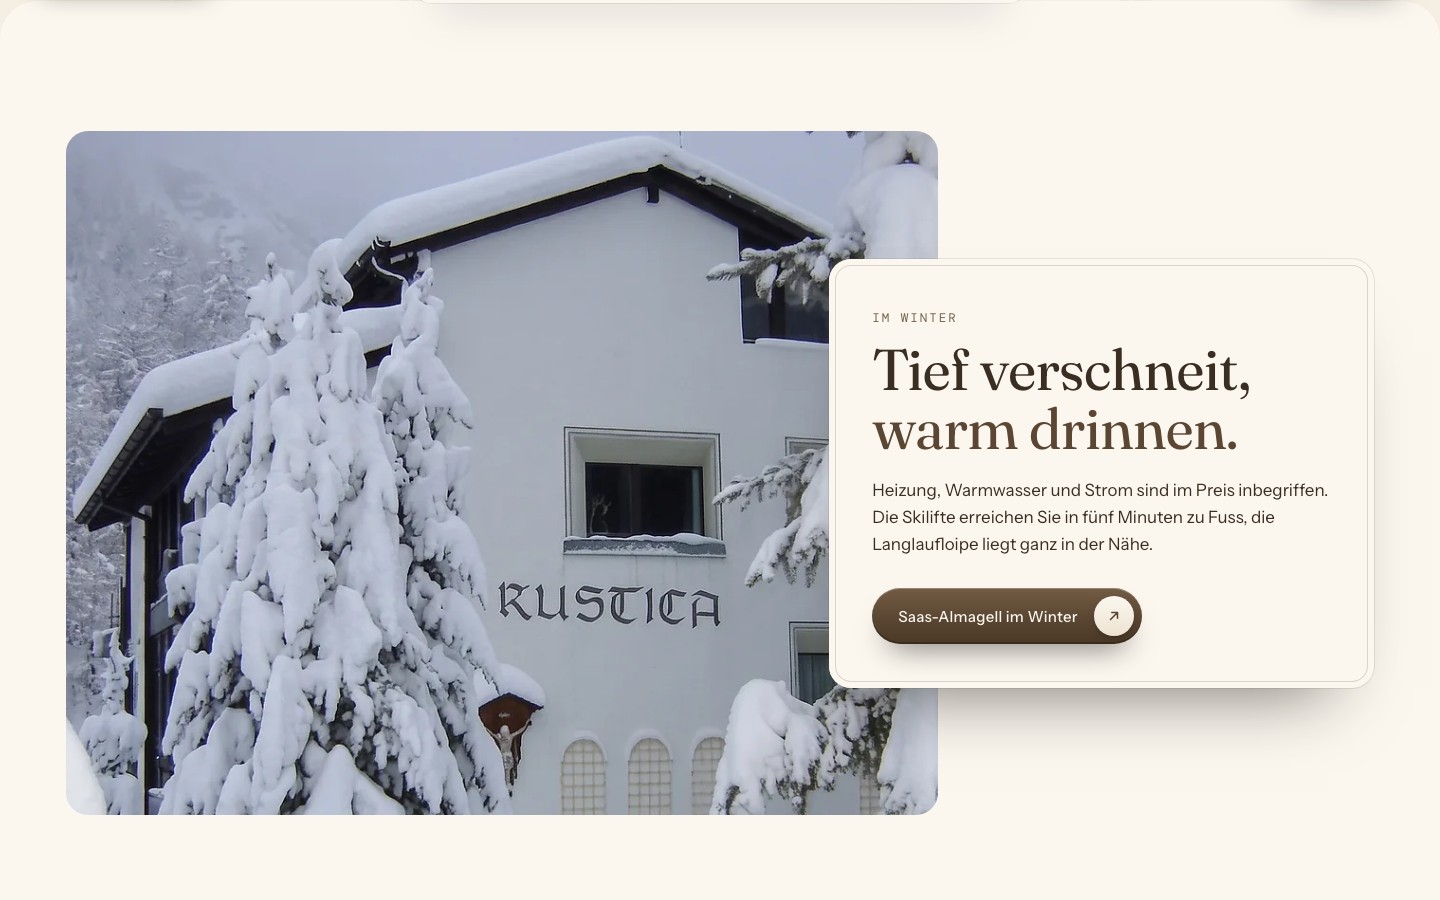 RUSTICA
IM WINTER
Tief verschneit,
warm drinnen.
Heizung, Warmwasser und Strom sind im Preis inbegriffen.
Die Skilifte erreichen Sie in fünf Minuten zu Fuss, die
Langlaufloipe liegt ganz in der Nähe.
Saas-Almagell im Winter